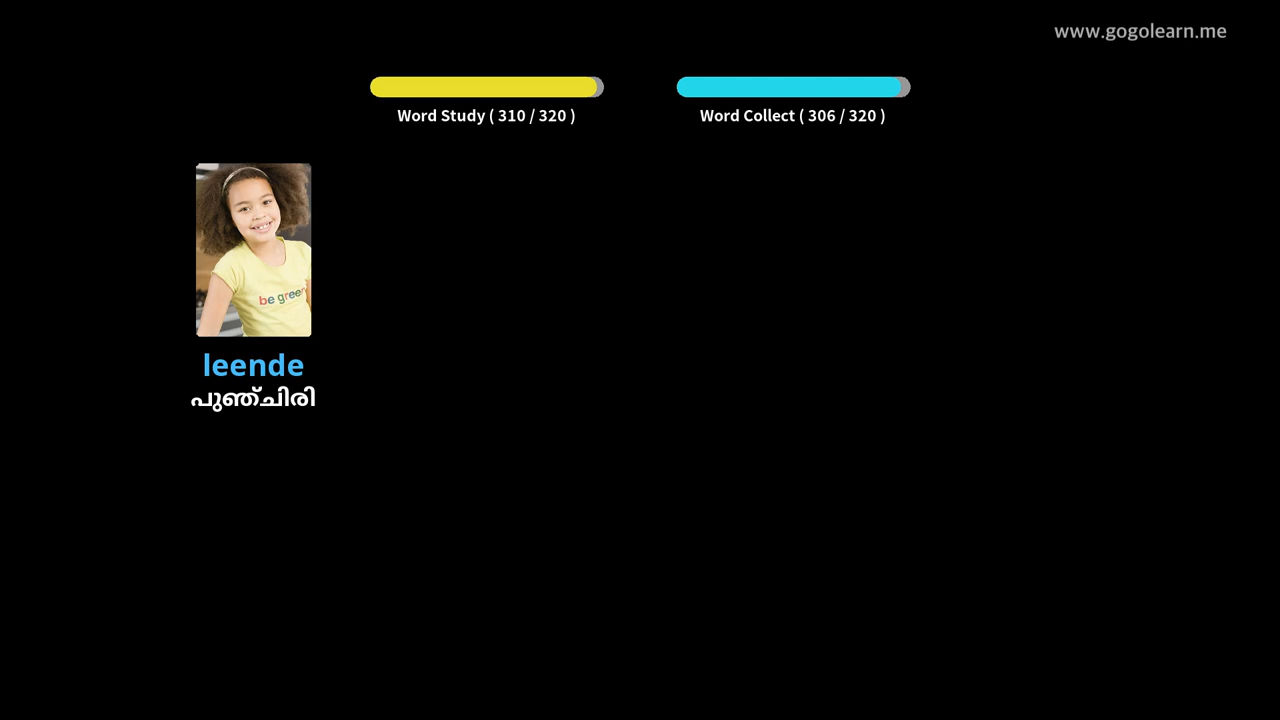 www.gogolearn.me
Word Study ( 310 / 320 )
Word Collect ( 306 / 320 )
be green
leende
പുഞ്ചിരി